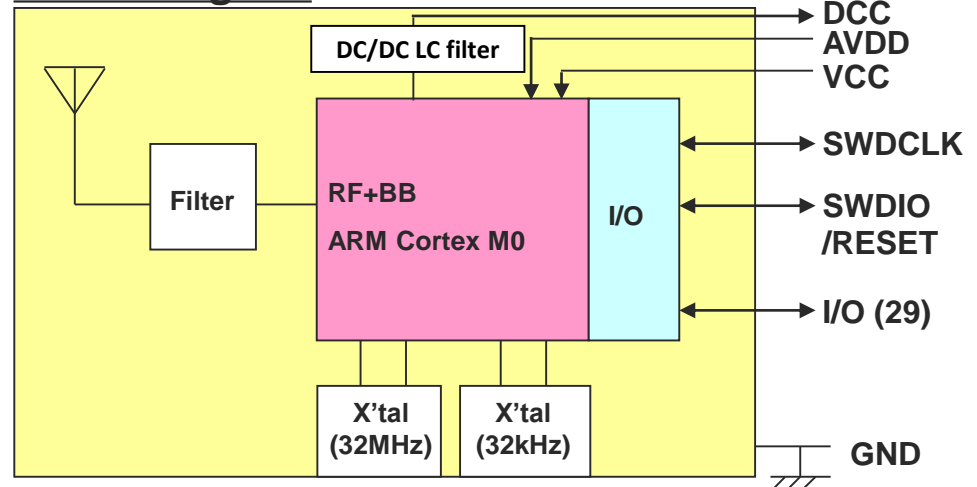 DCC
DC/DC LC filter
AVDD
VCC
SWDCLK
Filter
RF+BB
ARM Cortex M0
I/O
SWDIO
/RESET
I/O (29)
X'tal
(32MHz)
X'tal
(32kHz)
GND